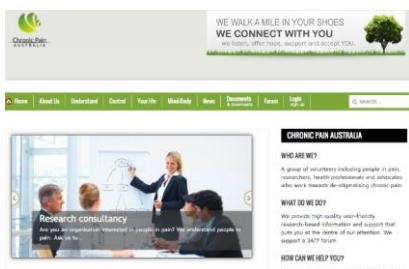 Chronic Pain
AUSTRALIA
WE WALK A MILE IN YOUR SHOES
WE CONNECT WITH YOU
we listen, offer hope, support and accept YOU.
Home
About Us
Understand
Control
Your life
Mind-Body
News
Documents
& Downloads
Forum
Login
sign up
search...
Research consultancy
Are you an organisation interested in people in pain? We understand people in
pain. Ask us to...
CHRONIC PAIN AUSTRALIA
WHO ARE WE?
A group of volunteers including people in pain,
researchers, health professionals and advocates
who work towards de-stigmatising chronic pain.
WHAT DO WE DO?
We provide high quality user-friendly
research-based information and support that
puts you at the centre of our attention. We
support a 24/7 forum.
HOW CAN WE HELP YOU?